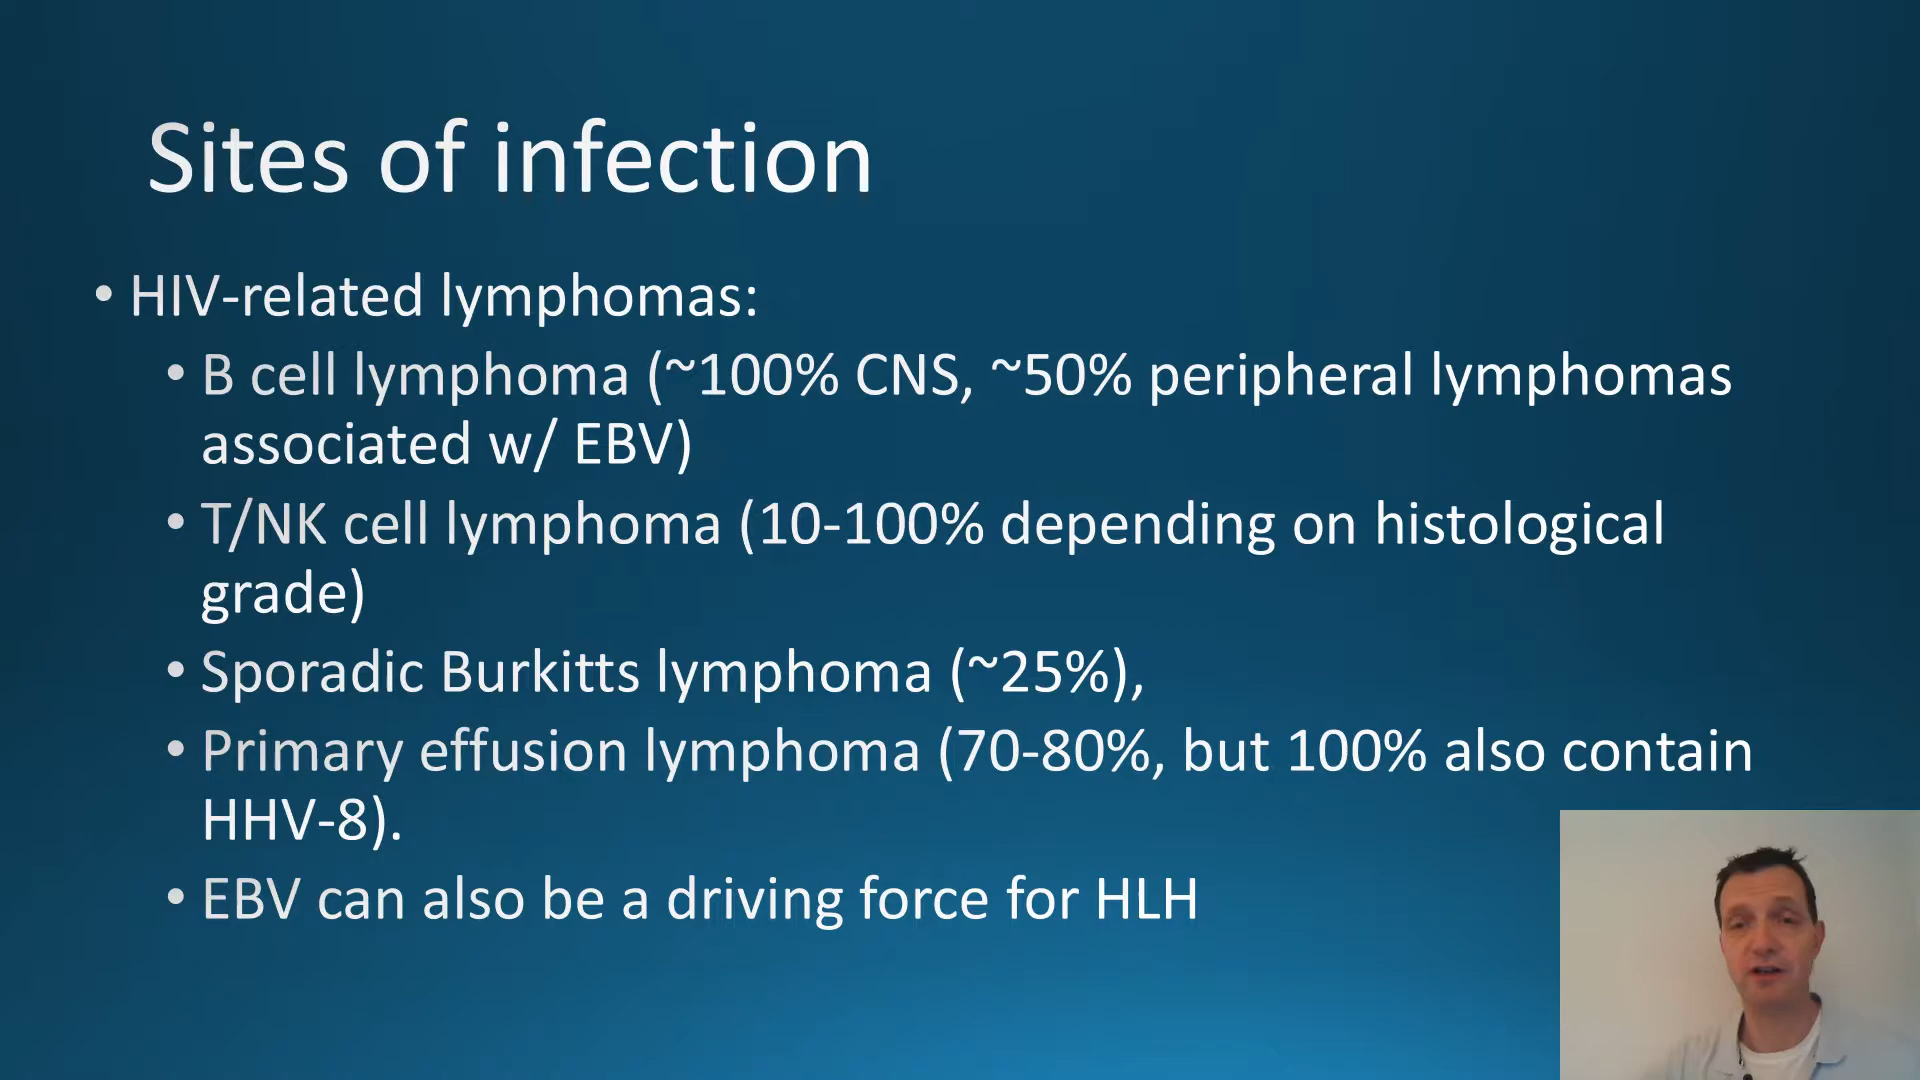 Sites of infection
• HIV-related lymphomas:
• B cell lymphoma (~100% CNS, ~50% peripheral lymphomas
associated w/ EBV)
• T/NK cell lymphoma (10-100% depending on histological
grade)
• Sporadic Burkitts lymphoma (~25%),
• Primary effusion lymphoma (70-80%, but 100% also contain
HHV-8).
• EBV can also be a driving force for HLH